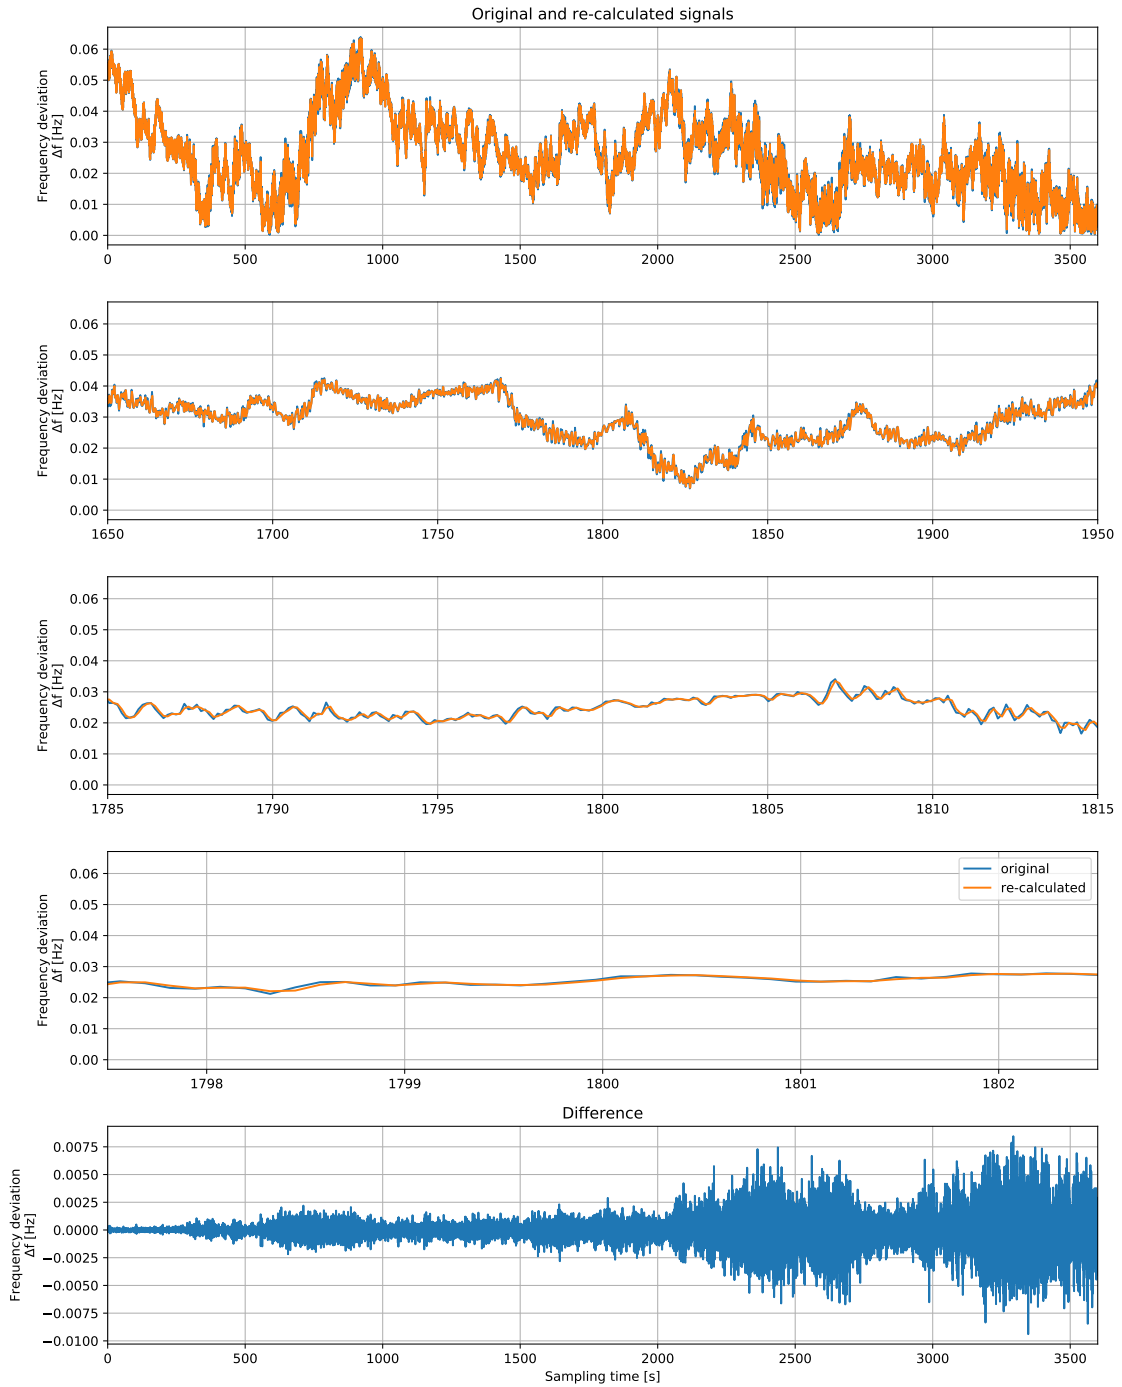 Original and re-calculated signals
Frequency deviation
Δf [Hz]
0.06
0.05
0.04
0.03
0.02
0.01
0.00
0 500 1000 1500 2000 2500 3000 3500
Frequency deviation
Δf [Hz]
0.06
0.05
0.04
0.03
0.02
0.01
0.00
1650 1700 1750 1800 1850 1900 1950
Frequency deviation
Δf [Hz]
0.06
0.05
0.04
0.03
0.02
0.01
0.00
1785 1790 1795 1800 1805 1810 1815
Frequency deviation
Δf [Hz]
0.06
0.05
0.04
0.03
0.02
0.01
0.00
original
re-calculated
1798 1799 1800 1801 1802
Difference
Frequency deviation
Δf [Hz]
0.0075
0.0050
0.0025
0.0000
−0.0025
−0.0050
−0.0075
−0.0100
0 500 1000 1500 2000 2500 3000 3500
Sampling time [s]